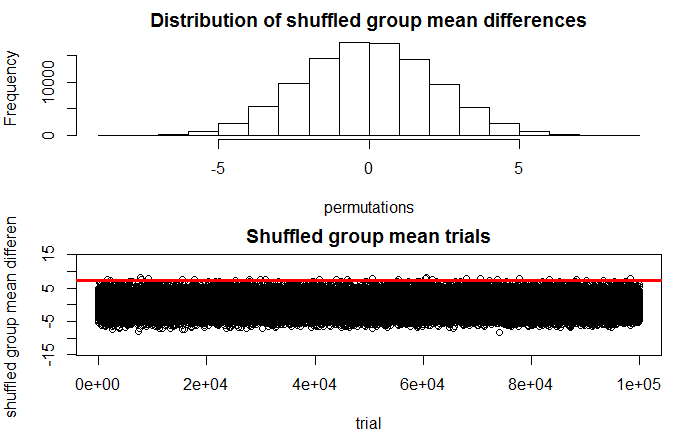 Distribution of shuffled group mean differences
Frequency
10000
0
-5 0 5
permutations
Shuffled group mean trials
shuffled group mean differen
15
5
-5
-15
0e+00 2e+04 4e+04 6e+04 8e+04 1e+05
trial